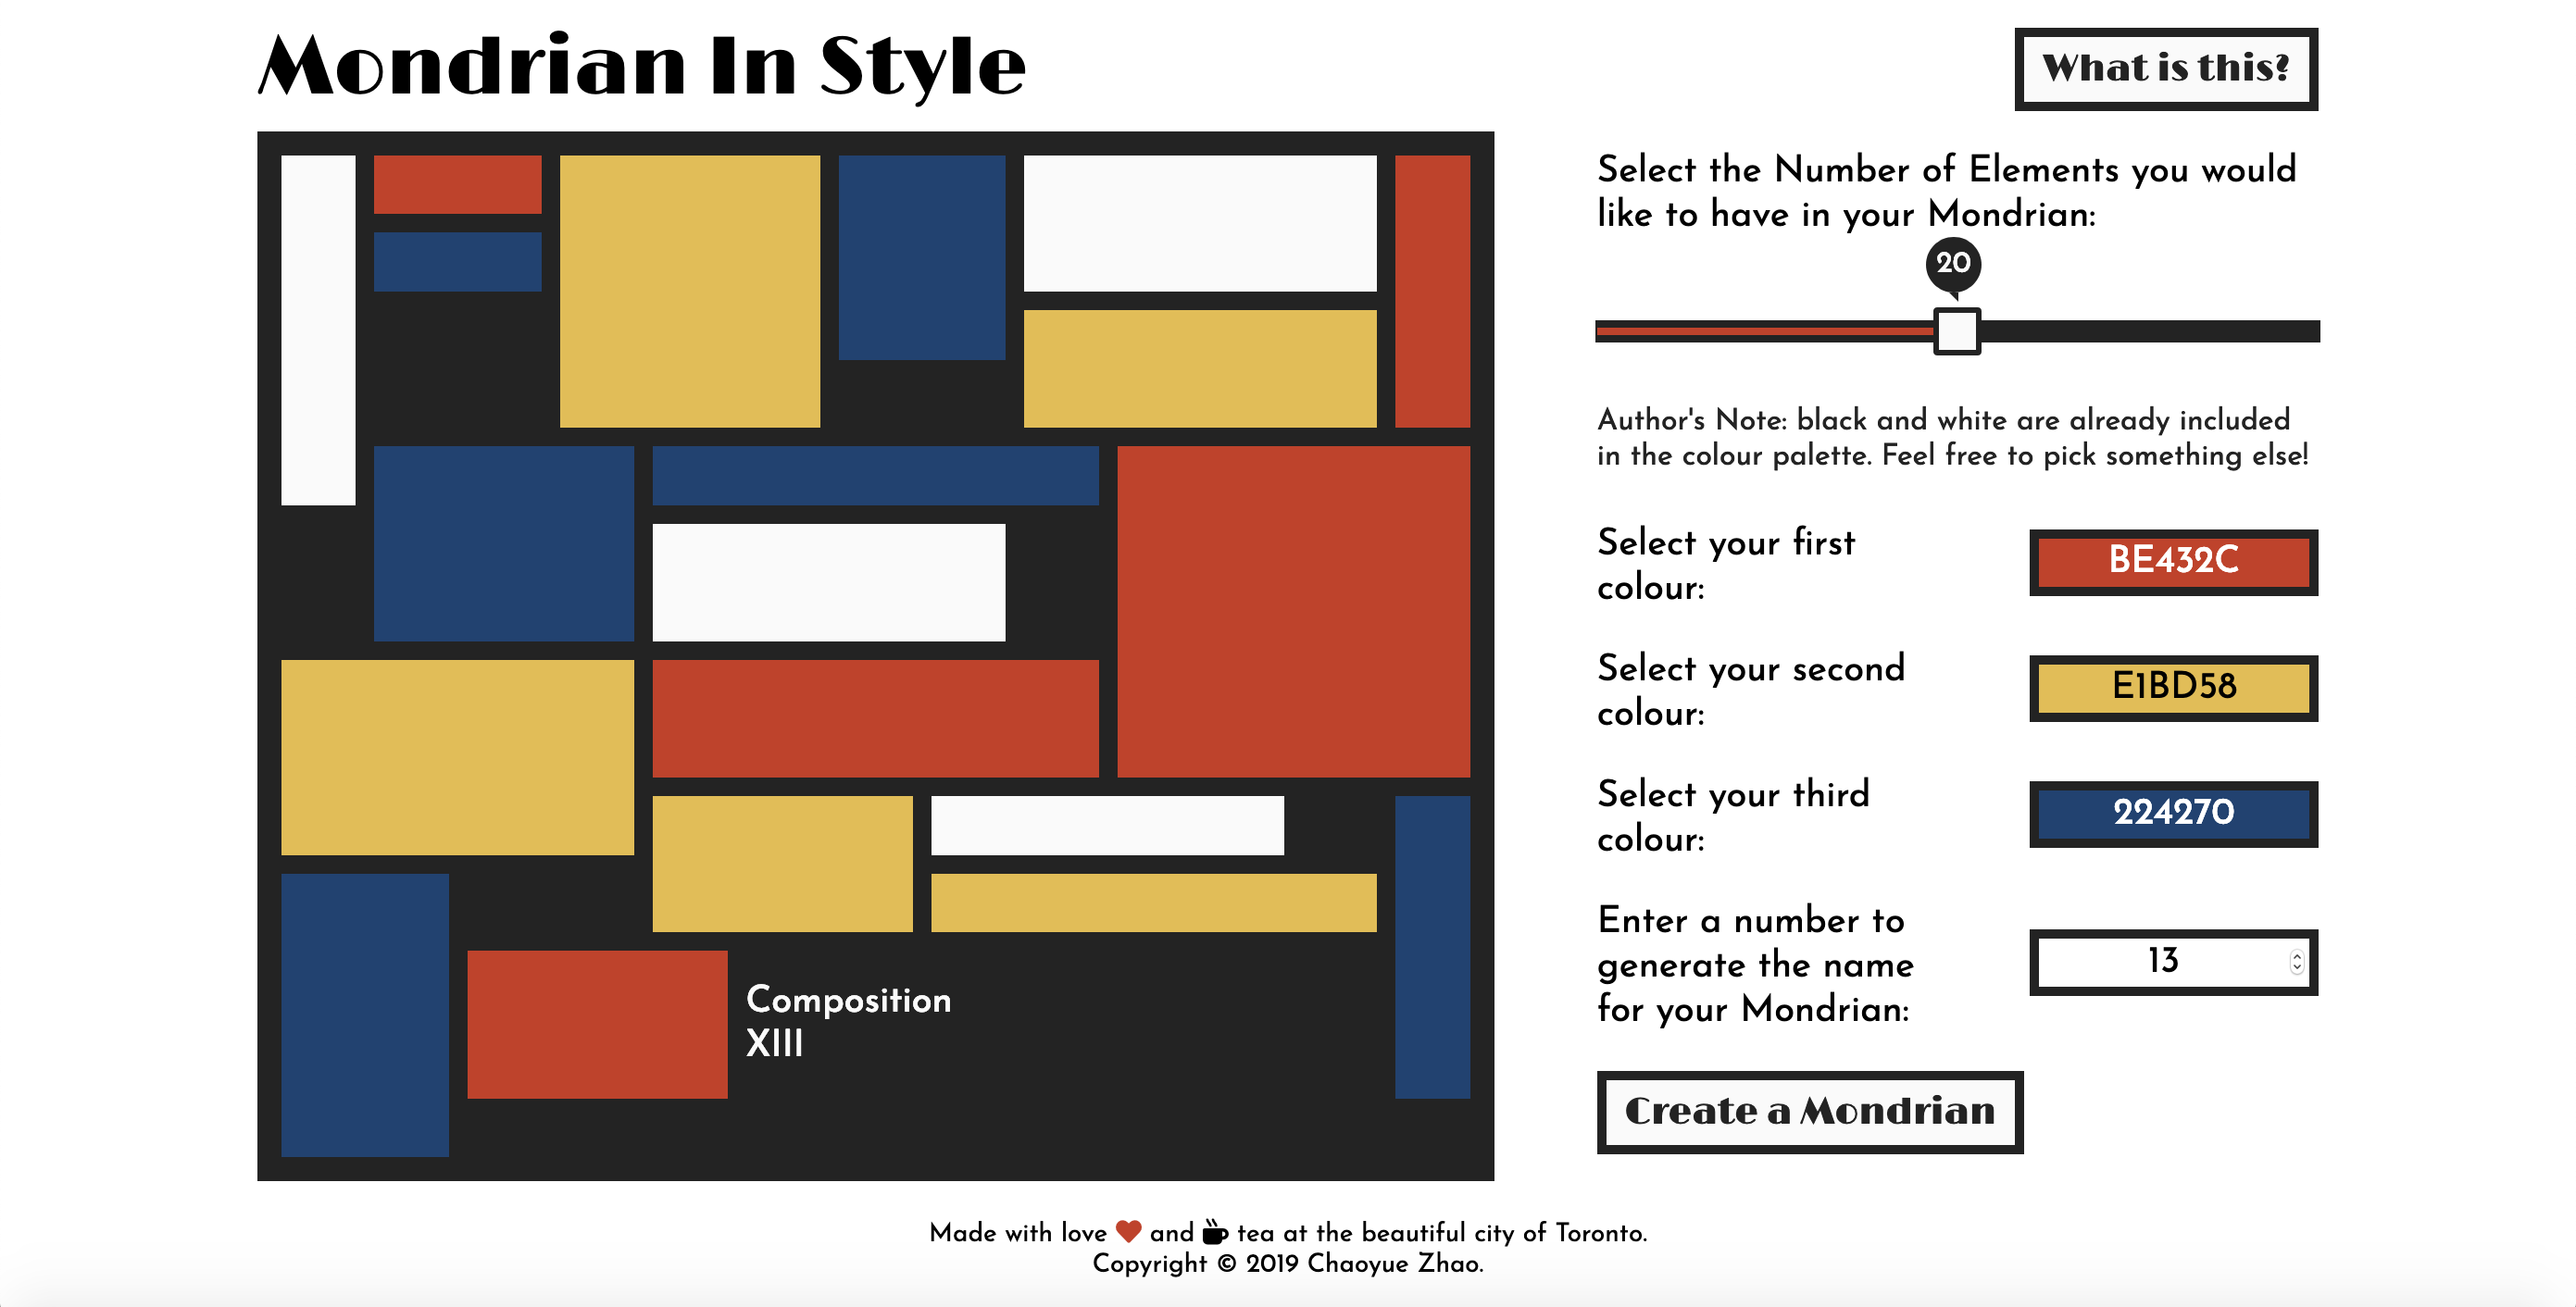 Mondrian In Style
What is this?
Select the Number of Elements you would
like to have in your Mondrian:
20
Author's Note: black and white are already included
in the colour palette. Feel free to pick something else!
Select your first
colour:
BE432C
Select your second
colour:
E1BD58
Select your third
colour:
224270
Enter a number to
generate the name
for your Mondrian:
13
Create a Mondrian
Composition
XIII
Made with love ❤ and ☕ tea at the beautiful city of Toronto.
Copyright © 2019 Chaoyue Zhao.